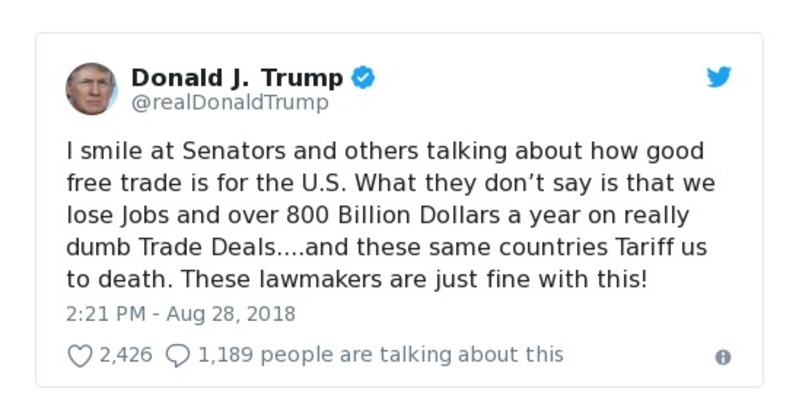 Donald J. Trump
@realDonaldTrump
I smile at Senators and others talking about how good
free trade is for the U.S. What they don’t say is that we
lose Jobs and over 800 Billion Dollars a year on really
dumb Trade Deals....and these same countries Tariff us
to death. These lawmakers are just fine with this!
2:21 PM - Aug 28, 2018
2,426 1,189 people are talking about this